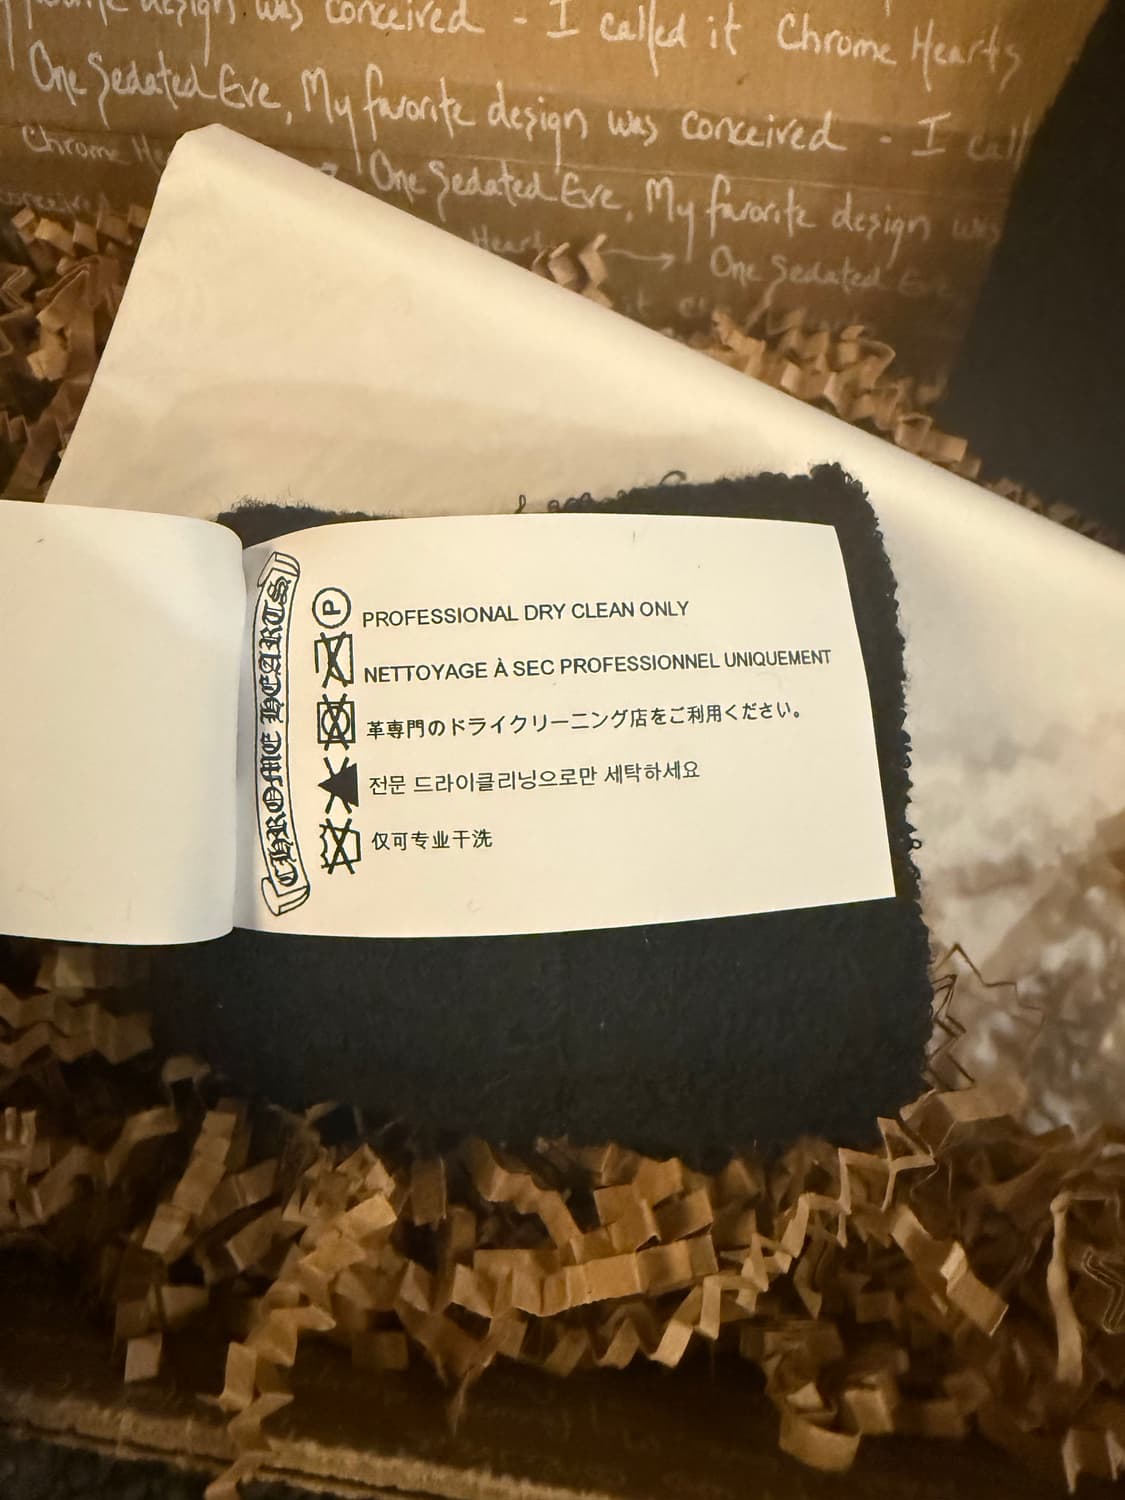 design was conceived - I called it Chrome Hearts
One Sedated Eve, My favorite design was conceived - I call
Chrome He
One Sedated Eve, My favorite design was
conceived
Hearts
One Sedated Eve,
it
CHROME HEARTS
P
PROFESSIONAL DRY CLEAN ONLY
NETTOYAGE À SEC PROFESSIONNEL UNIQUEMENT
革専門のドライクリーニング店をご利用ください。
전문 드라이클리닝으로만 세탁하세요
仅可专业干洗